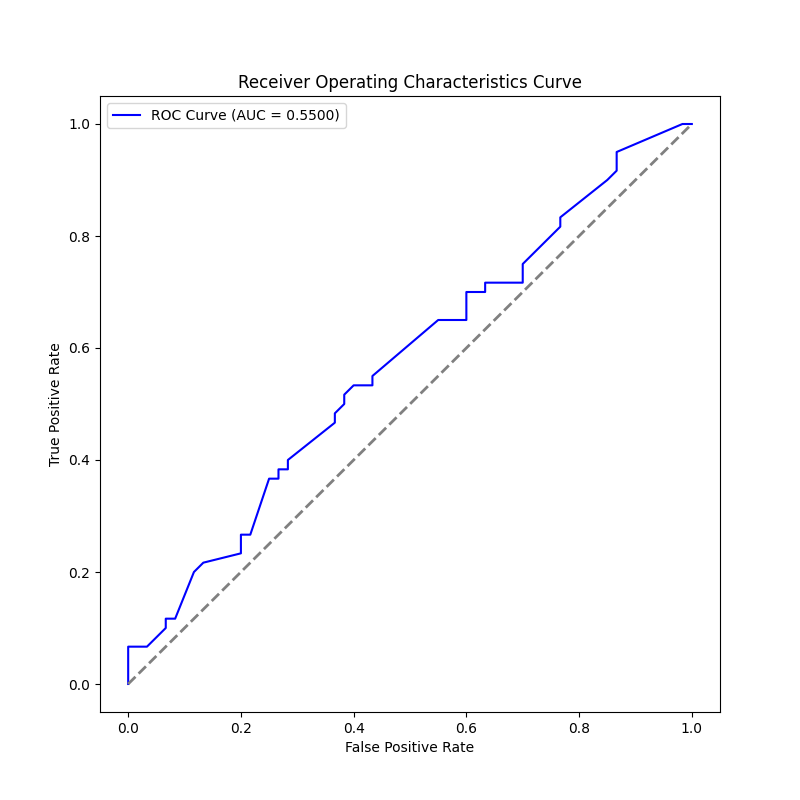 Receiver Operating Characteristics Curve
ROC Curve (AUC = 0.5500)
True Positive Rate
1.0
0.8
0.6
0.4
0.2
0.0
0.0 0.2 0.4 0.6 0.8 1.0
False Positive Rate